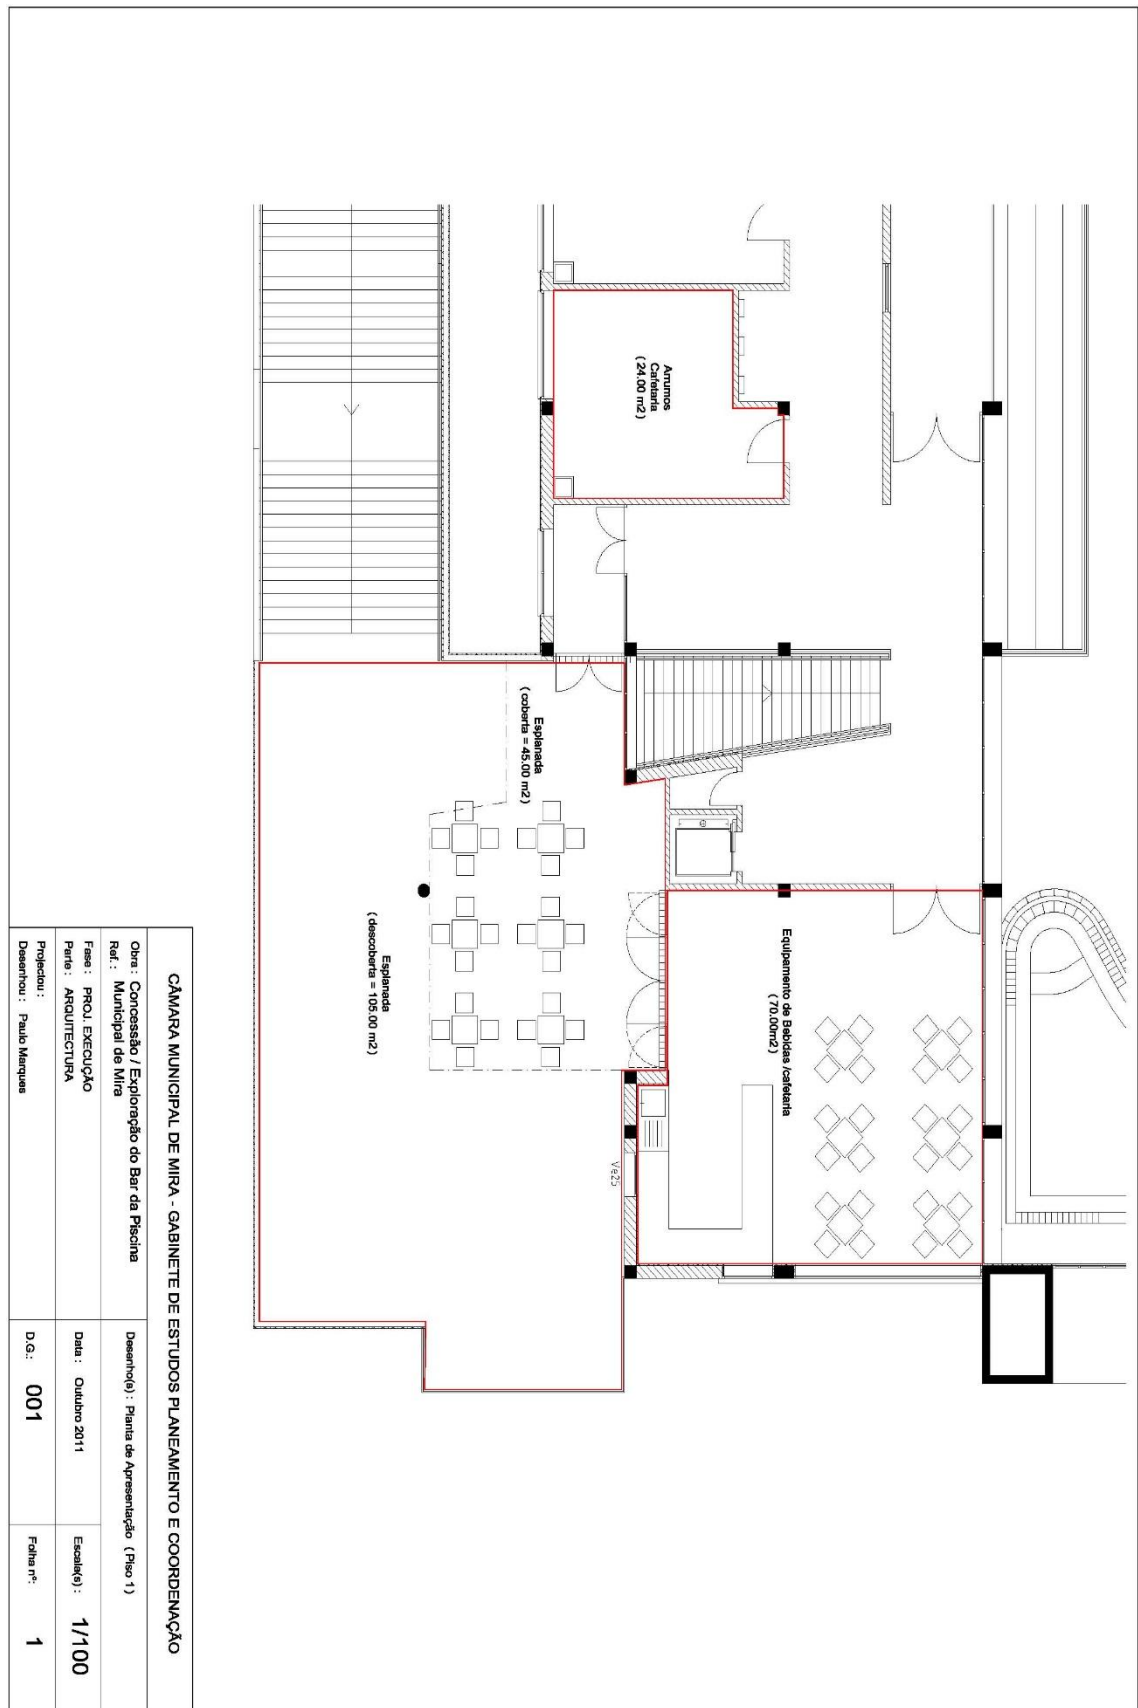 Arrumos
Cafetaria
( 24.00 m2)
Esplanada
(coberta = 45.00 m2)
Equipamento de Bebidas /cafetaria
( 70.00m2)
Esplanada
(descoberta = 105.00 m2)
Ve25
CÂMARA MUNICIPAL DE MIRA - GABINETE DE ESTUDOS PLANEAMENTO E COORDENAÇÃO
Obra : Concessão / Exploração do Bar da Piscina
Ref. : Municipal de Mira
Desenho(s) : Planta de Apresentação ( Piso 1 )
Fase : PROJ. EXECUÇÃO
Parte : ARQUITECTURA
Data : Outubro 2011
Escala(s) : 1/100
Projectou :
Desenhou : Paulo Marques
D.G.: 001
Folha nº: 1